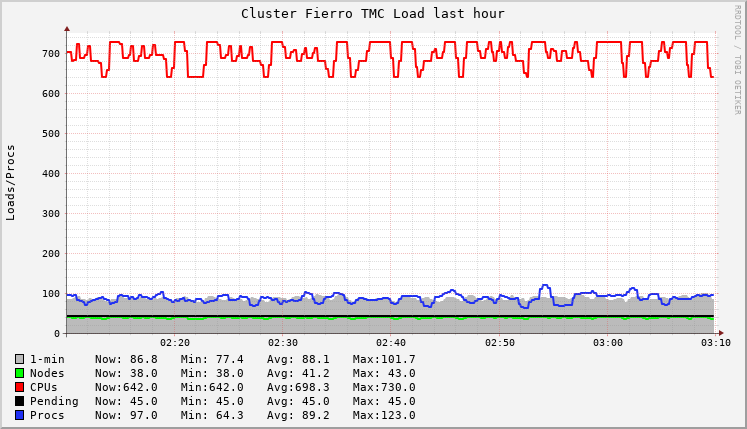 Cluster Fierro TMC Load last hour
RRDTOOL / TOBI OETIKER
Loads/Procs
700
600
500
400
300
200
100
0
02:20 02:30 02:40 02:50 03:00 03:10
1-min Now: 86.8 Min: 77.4 Avg: 88.1 Max:101.7
Nodes Now: 38.0 Min: 38.0 Avg: 41.2 Max: 43.0
CPUs Now:642.0 Min:642.0 Avg:698.3 Max:730.0
Pending Now: 45.0 Min: 45.0 Avg: 45.0 Max: 45.0
Procs Now: 97.0 Min: 64.3 Avg: 89.2 Max:123.0